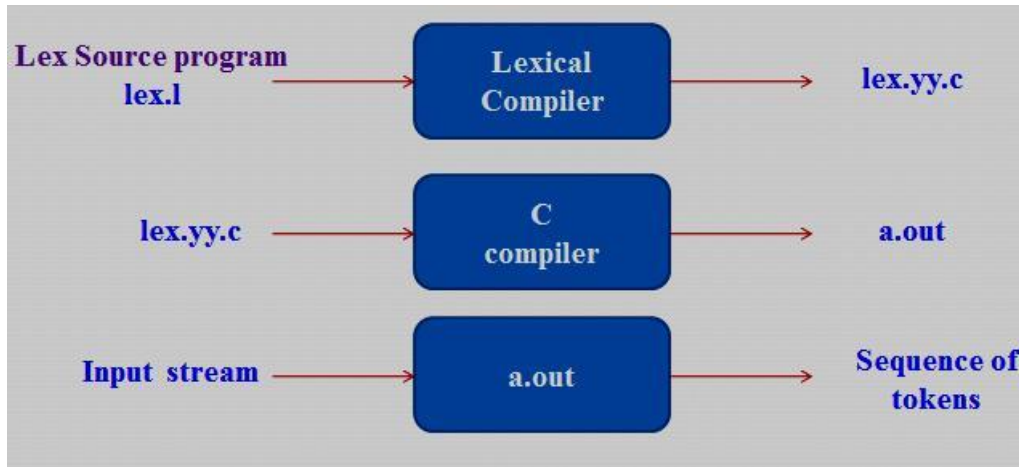 Lex Source program
lex.l
Lexical
Compiler
lex.yy.c
lex.yy.c
C
compiler
a.out
Input stream
a.out
Sequence of
tokens